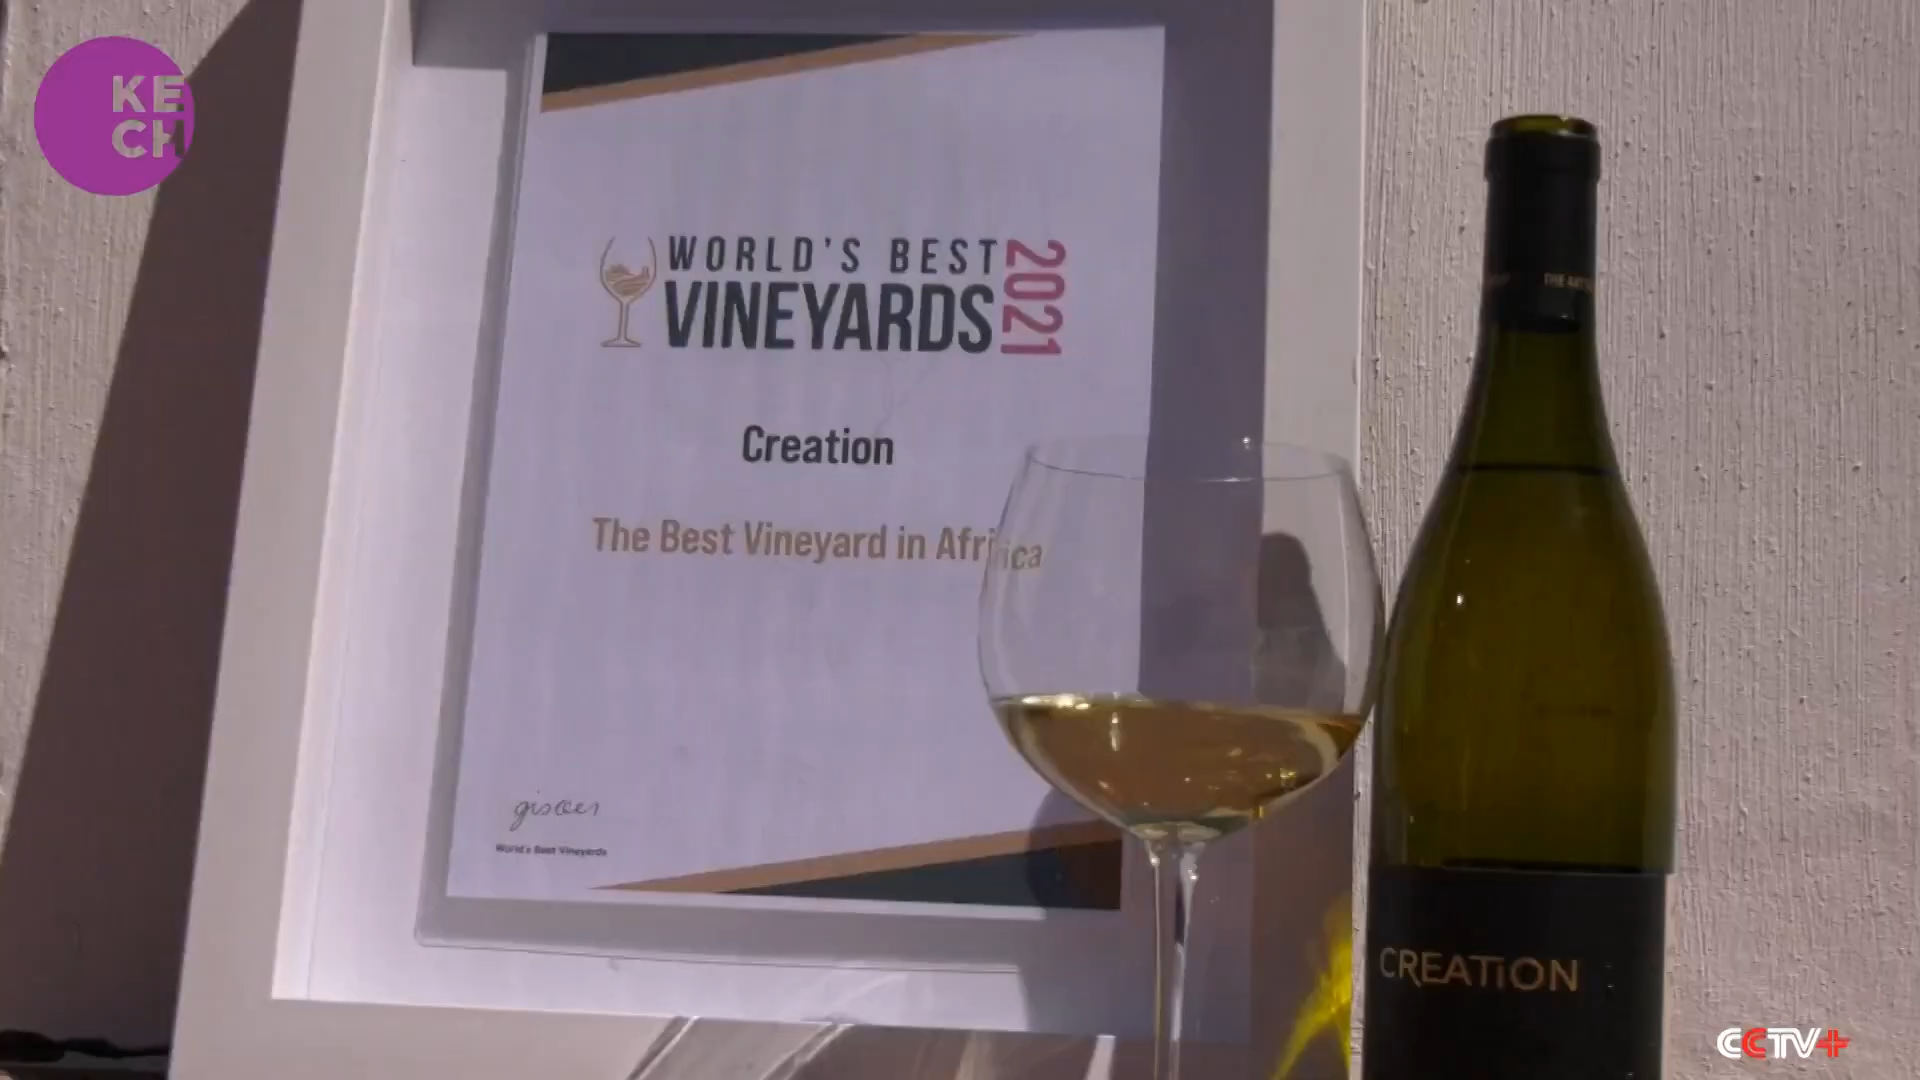 KE
CH
WORLD'S BEST
VINEYARDS
2021
Creation
The Best Vineyard in Africa
World's Best Vineyards
CREATION
CCTV+